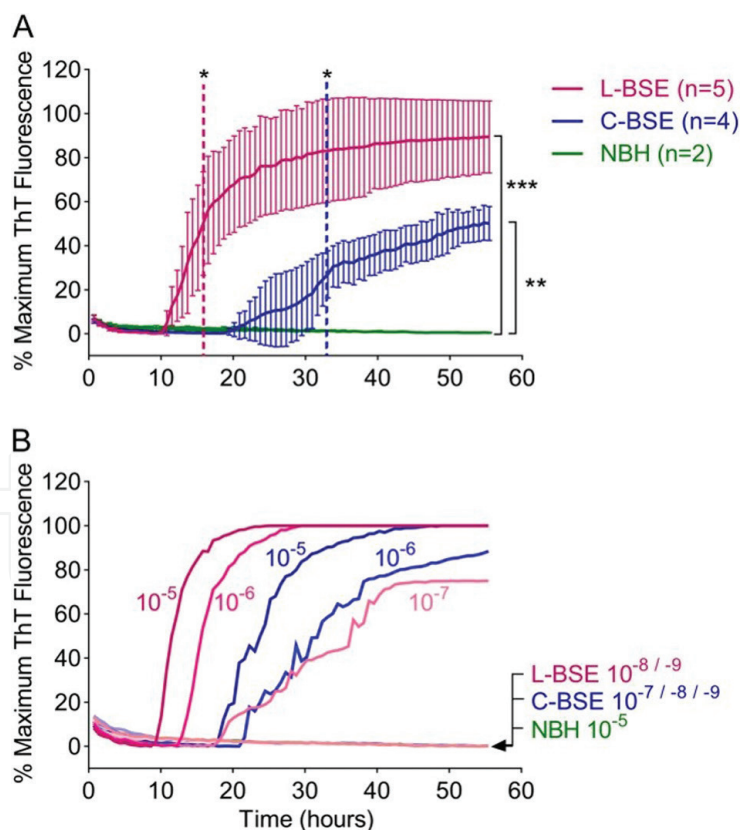 A
% Maximum ThT Fluorescence
120
100
80
60
40
20
0
* *
L-BSE (n=5)
C-BSE (n=4)
NBH (n=2)
***
**
0 10 20 30 40 50 60
B
% Maximum ThT Fluorescence
120
100
80
60
40
20
0
10⁻⁵
10⁻⁶
10⁻⁵
10⁻⁶
10⁻⁷
L-BSE 10⁻⁸ ᐟ ⁻⁹
C-BSE 10⁻⁷ ᐟ ⁻⁸ ᐟ ⁻⁹
NBH 10⁻⁵
0 10 20 30 40 50 60
Time (hours)